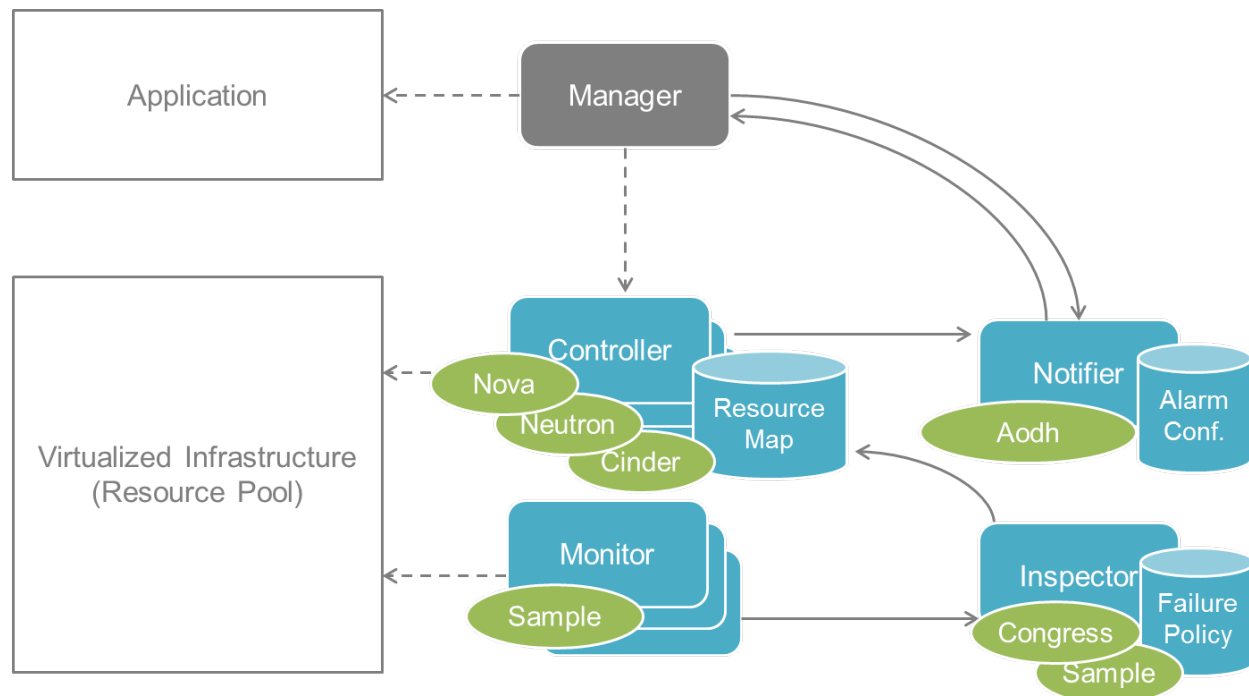 Application
Manager
Controller
Nova
Neutron
Cinder
Resource
Map
Notifier
Aodh
Alarm
Conf.
Virtualized Infrastructure
(Resource Pool)
Monitor
Sample
Inspector
Congress
Sample
Failure
Policy